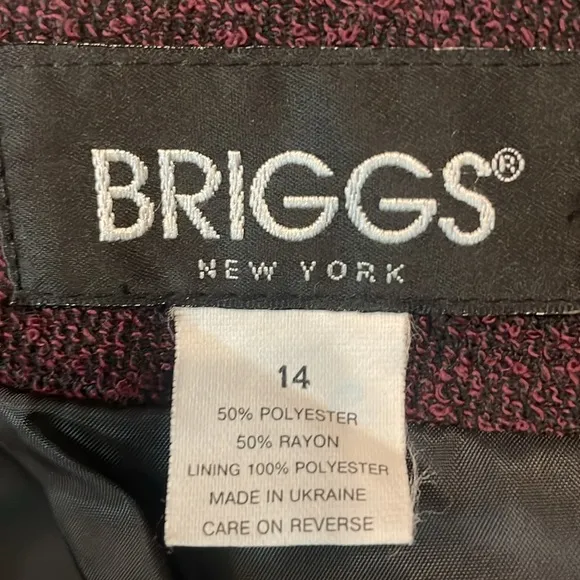 BRIGGS®
NEW YORK
14
50% POLYESTER
50% RAYON
LINING 100% POLYESTER
MADE IN UKRAINE
CARE ON REVERSE